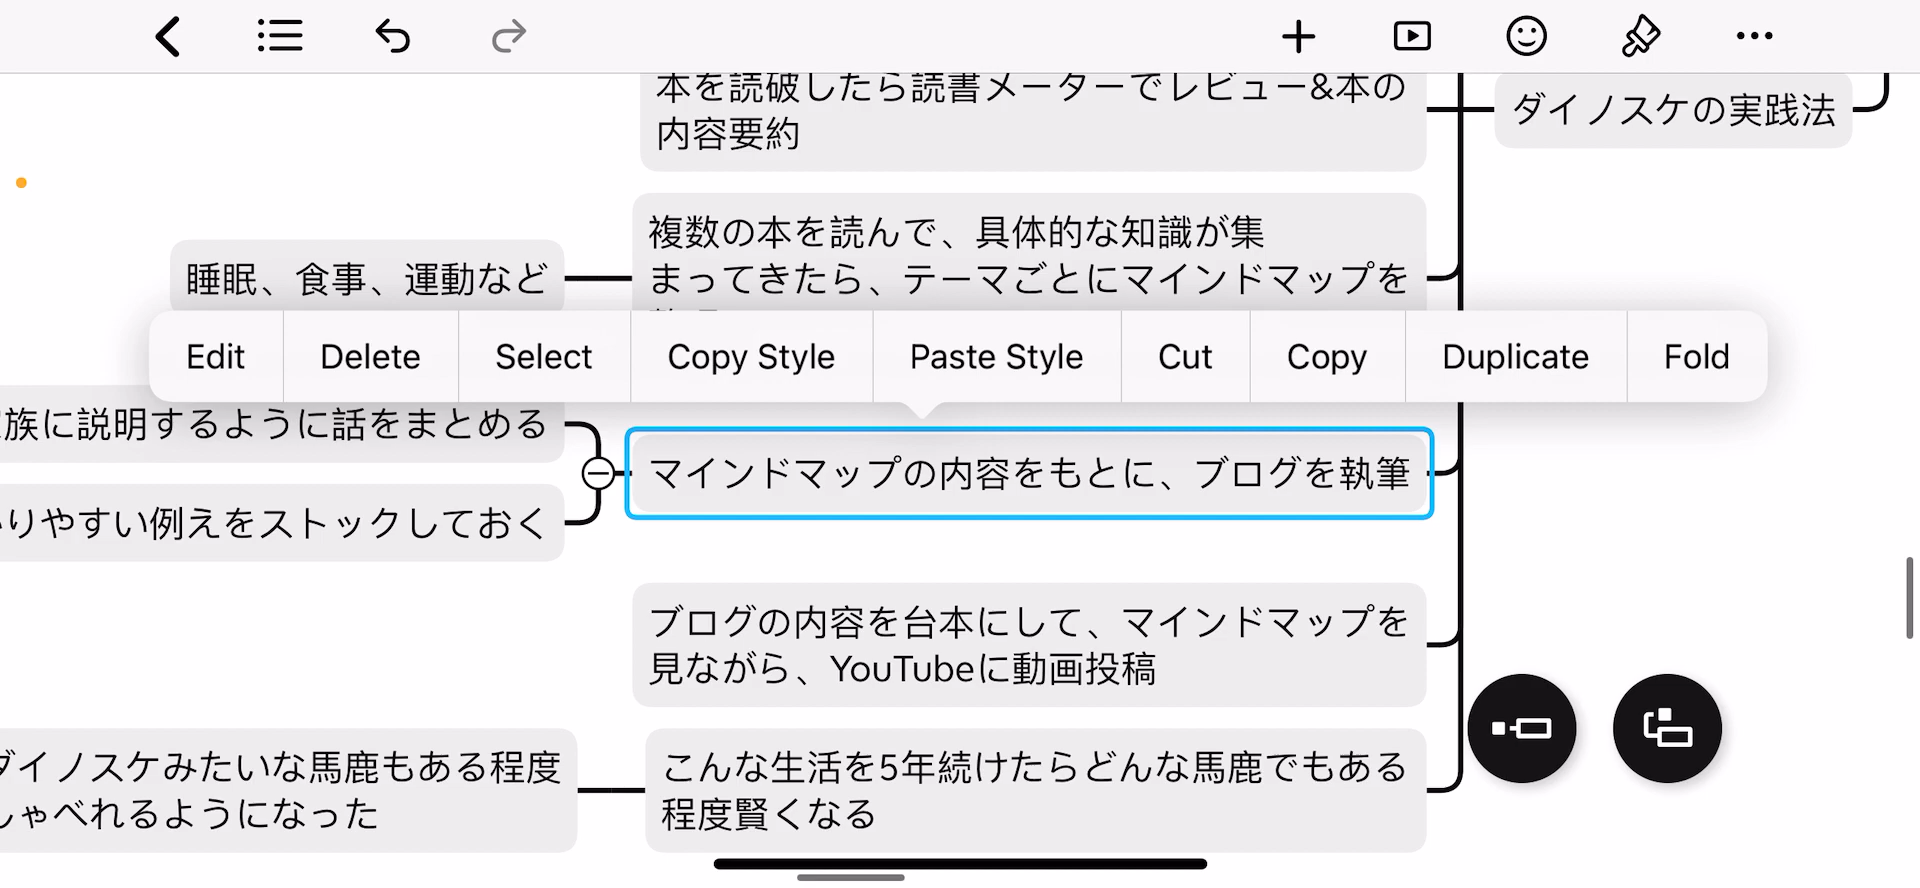 本を読破したら読書メーターでレビュー&本の
内容要約
ダイノスケの実践法
複数の本を読んで、具体的な知識が集
まってきたら、テーマごとにマインドマップを
睡眠、食事、運動など
Edit
Delete
Select
Copy Style
Paste Style
Cut
Copy
Duplicate
Fold
族に説明するように話をまとめる
りやすい例えをストックしておく
マインドマップの内容をもとに、ブログを執筆
ブログの内容を台本にして、マインドマップを
見ながら、YouTubeに動画投稿
ダイノスケみたいな馬鹿もある程度
しゃべれるようになった
こんな生活を5年続けたらどんな馬鹿でもある
程度賢くなる